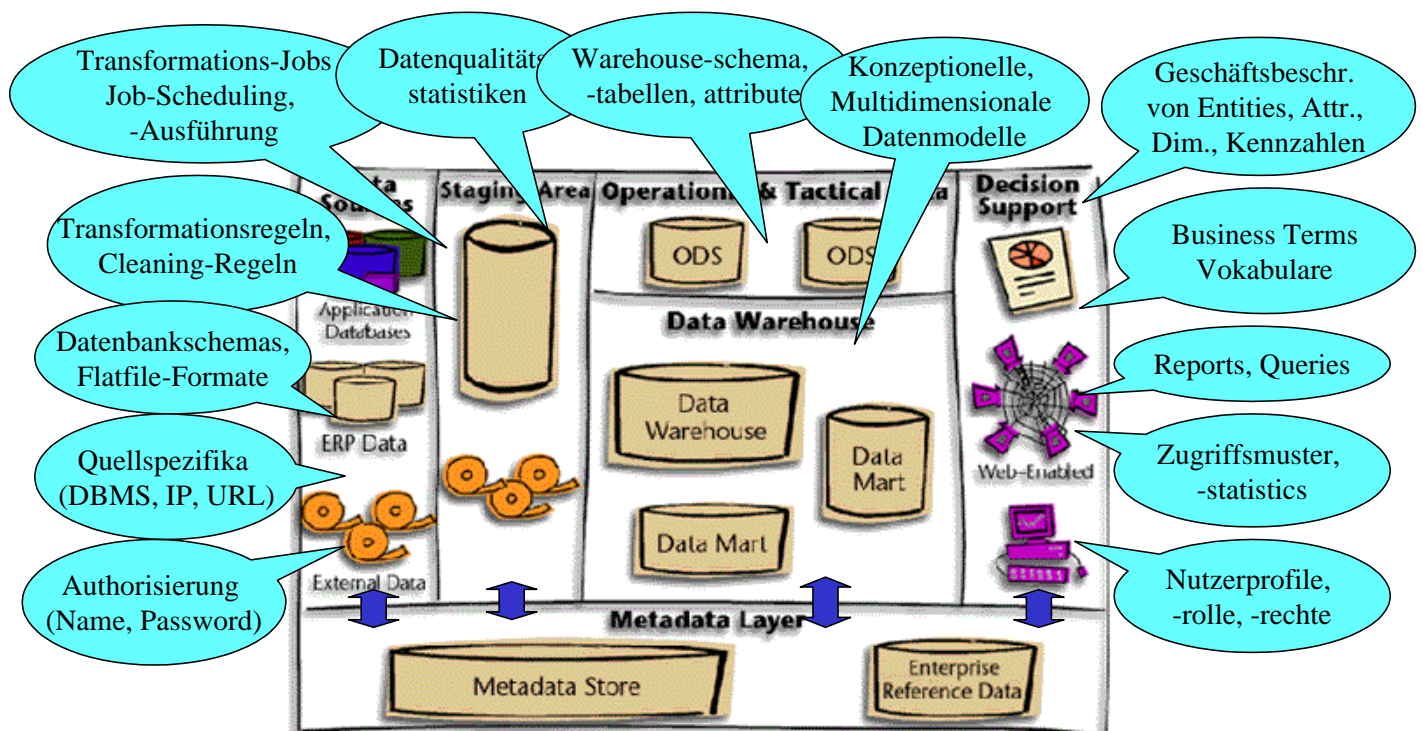 Transformations-Jobs
Job-Scheduling,
-Ausführung
Datenqualitäts
statistiken
Warehouse-schema,
-tabellen, attribute
Konzeptionelle,
Multidimensionale
Datenmodelle
Geschäftsbeschr.
von Entities, Attr.,
Dim., Kennzahlen
Sources
Staging Area
& Tactical
Decision
Support
Transformationsregeln,
Cleaning-Regeln
ODS
ODS
Business Terms
Vokabulare
Application
Databases
Data Warehouse
Datenbankschemas,
Flatfile-Formate
Reports, Queries
ERP Data
Data
Warehouse
Data
Mart
Web-Enabled
Quellspezifika
(DBMS, IP, URL)
Zugriffsmuster,
-statistics
Data Mart
External Data
Authorisierung
(Name, Password)
Nutzerprofile,
-rolle, -rechte
Metadata Layer
Metadata Store
Enterprise
Reference Data